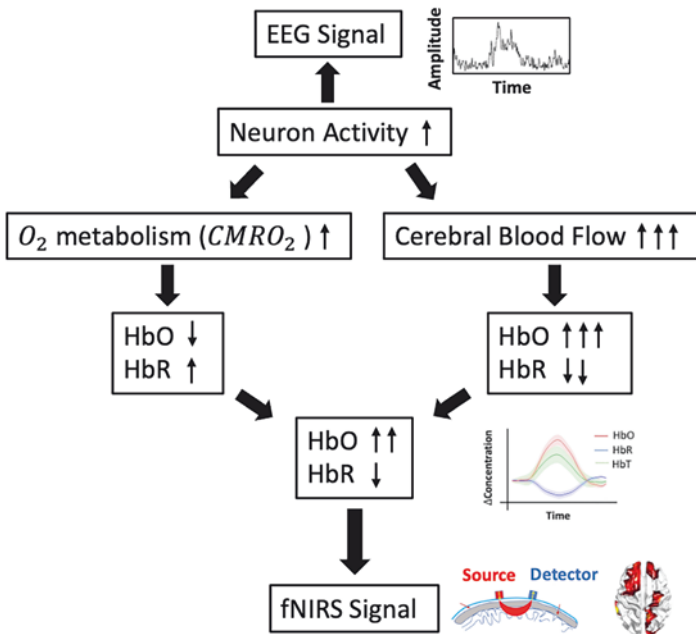 EEG Signal
Amplitude
Time
Neuron Activity ↑
O₂ metabolism (CMRO₂ ) ↑
Cerebral Blood Flow ↑↑↑
HbO ↓
HbR ↑
HbO ↑↑↑
HbR ↓↓
HbO ↑↑
HbR ↓
HbO
HbR
HbT
ΔConcentration
Time
fNIRS Signal
Source
Detector